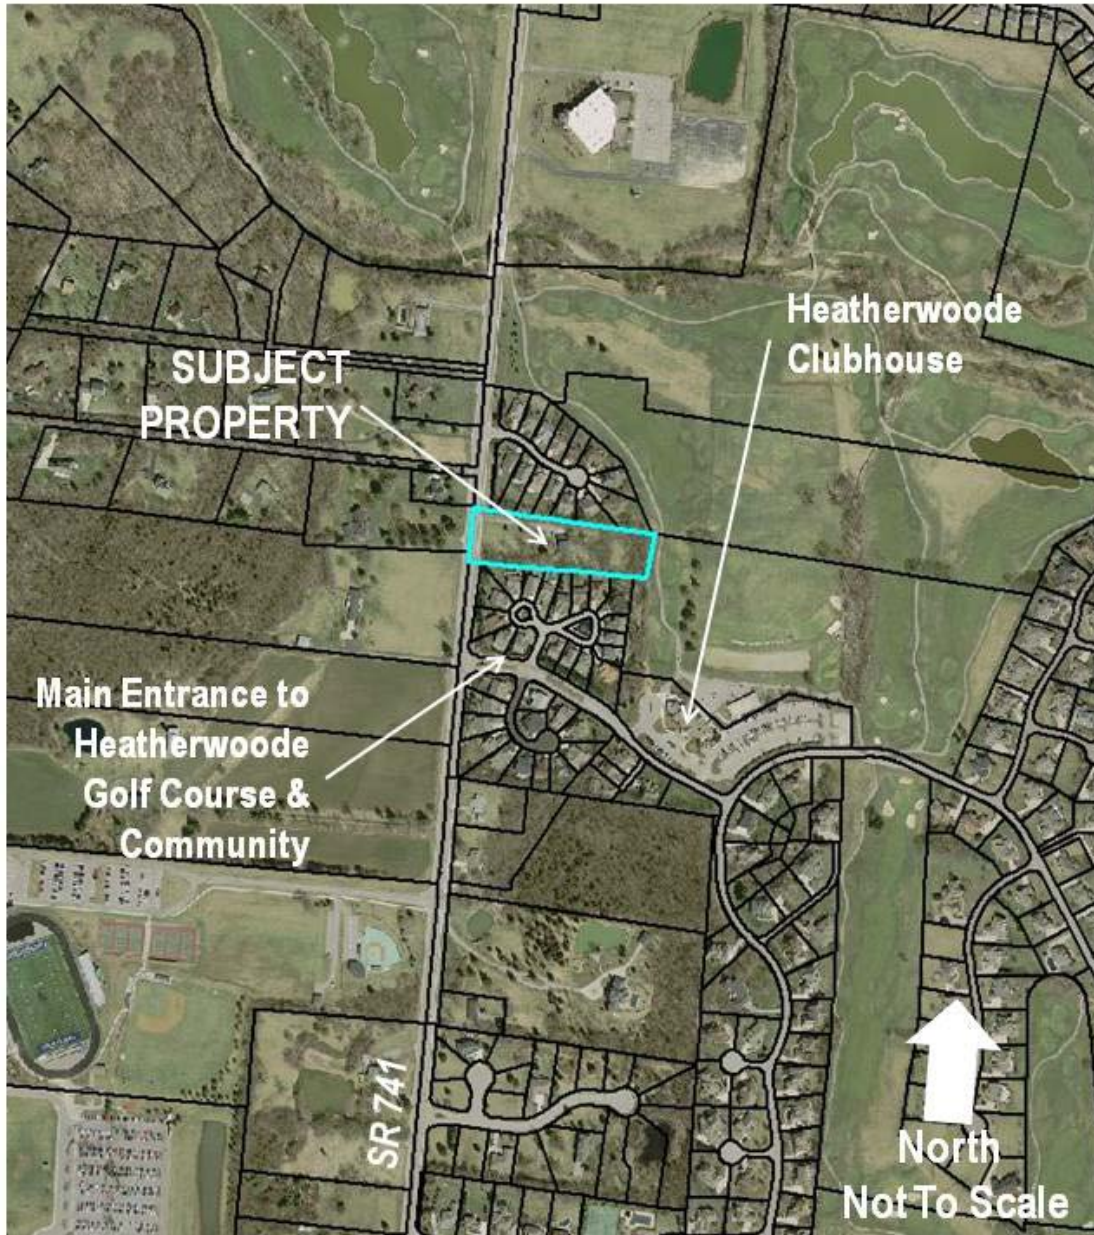 Heatherwoode
Clubhouse
SUBJECT
PROPERTY
Main Entrance to
Heatherwoode
Golf Course &
Community
SR 741
North
Not To Scale